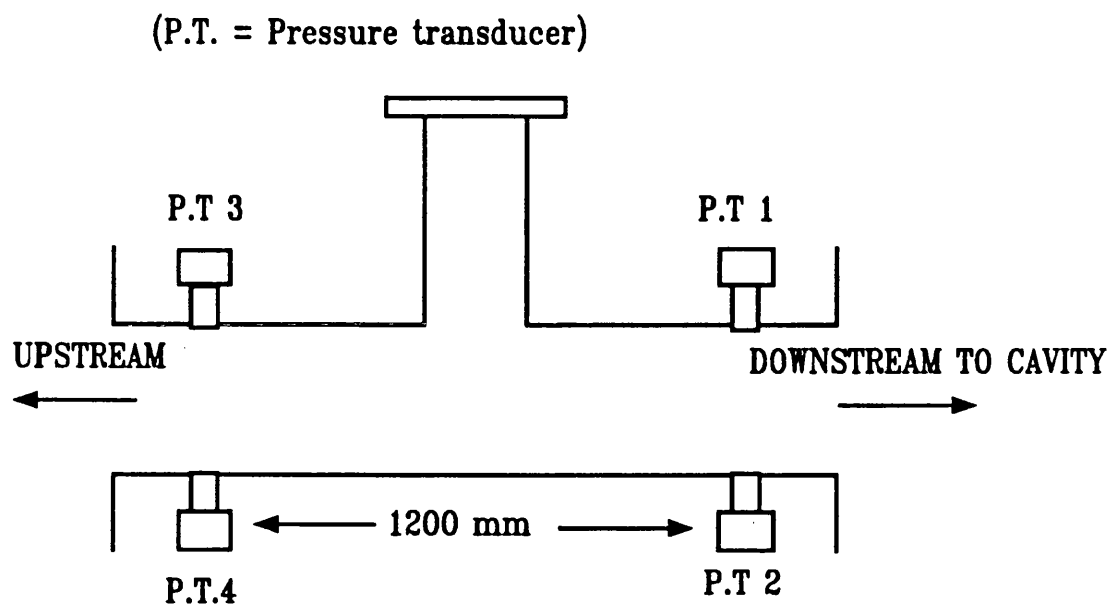 (P.T. = Pressure transducer)
P.T 3
P.T 1
UPSTREAM
DOWNSTREAM TO CAVITY
1200 mm
P.T.4
P.T 2